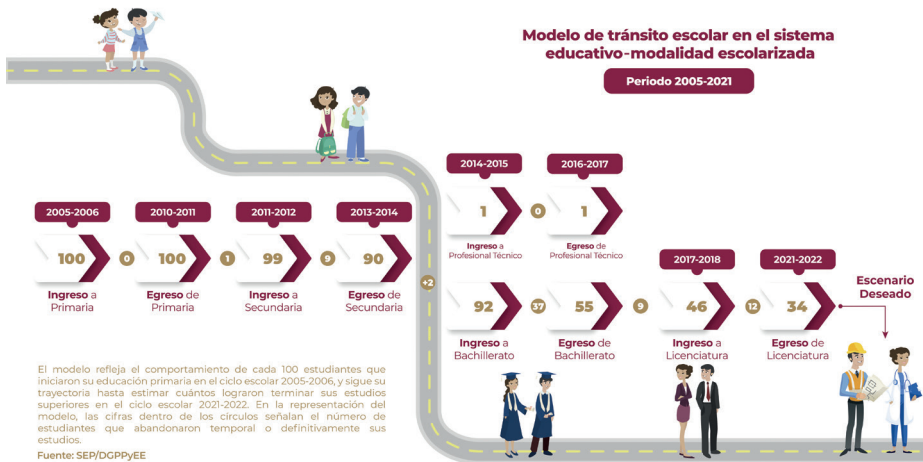 Modelo de tránsito escolar en el sistema
educativo-modalidad escolarizada
Periodo 2005-2021
2005-2006
100
Ingreso a
Primaria
0
2010-2011
100
Egreso de
Primaria
1
2011-2012
99
Ingreso a
Secundaria
9
2013-2014
90
Egreso de
Secundaria
+2
2014-2015
1
Ingreso a
Profesional Técnico
0
2016-2017
1
Egreso de
Profesional Técnico
92
Ingreso a
Bachillerato
37
55
Egreso de
Bachillerato
9
2017-2018
46
Ingreso a
Licenciatura
12
2021-2022
34
Egreso de
Licenciatura
Escenario
Deseado
El modelo refleja el comportamiento de cada 100 estudiantes que
iniciaron su educación primaria en el ciclo escolar 2005-2006, y sigue su
trayectoria hasta estimar cuántos lograron terminar sus estudios
superiores en el ciclo escolar 2021-2022. En la representación del
modelo, las cifras dentro de los círculos señalan el número de
estudiantes que abandonaron temporal o definitivamente sus
estudios.
Fuente: SEP/DGPPyEE